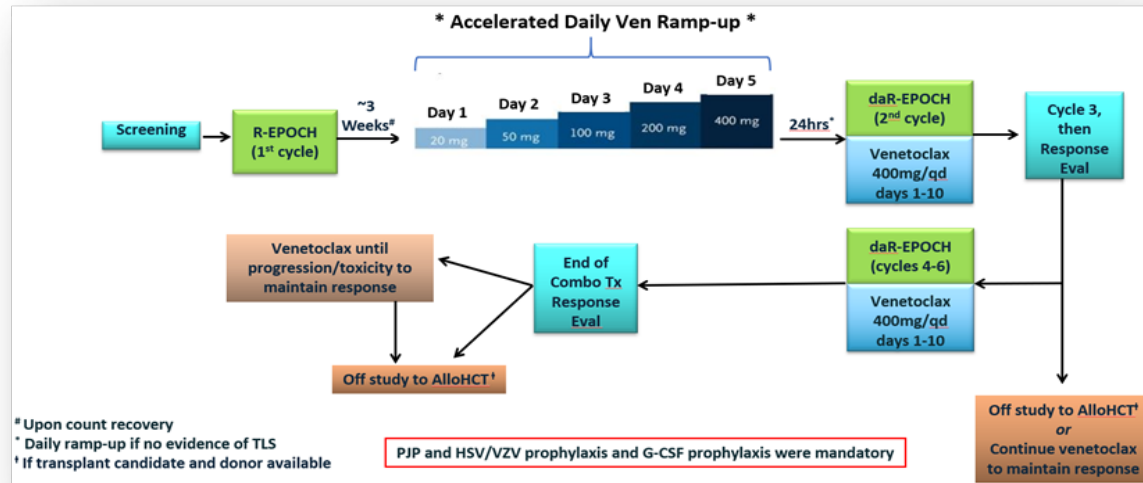 * Accelerated Daily Ven Ramp-up *
Screening
R-EPOCH
(1st cycle)
~3
Weeks#
Day 1
20 mg
Day 2
50 mg
Day 3
100 mg
Day 4
200 mg
Day 5
400 mg
24hrs*
daR-EPOCH
(2nd cycle)
Venetoclax
400mg/qd
days 1-10
Cycle 3,
then
Response
Eval
Venetoclax until
progression/toxicity to
maintain response
End of
Combo Tx
Response
Eval
daR-EPOCH
(cycles 4-6)
Venetoclax
400mg/qd
days 1-10
Off study to AlloHCT‡
Off study to AlloHCT‡
or
Continue venetoclax
to maintain response
# Upon count recovery
* Daily ramp-up if no evidence of TLS
‡ If transplant candidate and donor available
PJP and HSV/VZV prophylaxis and G-CSF prophylaxis were mandatory